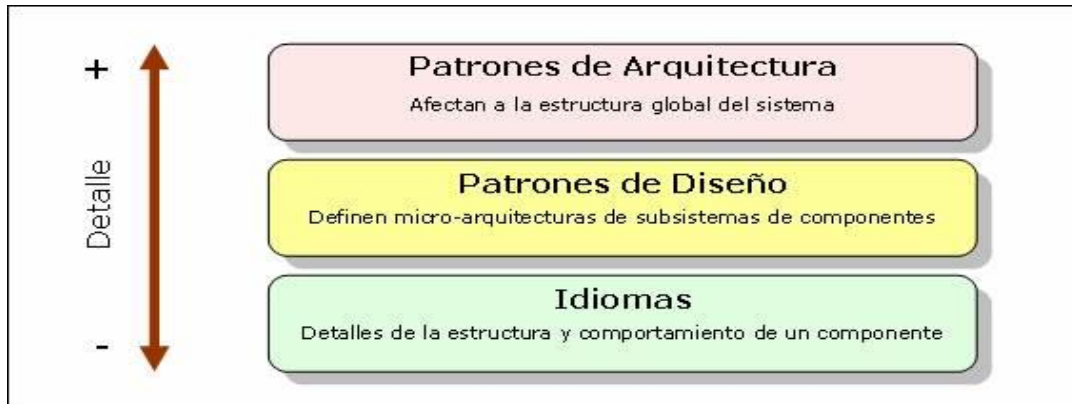 +
Detalle
-
Patrones de Arquitectura
Afectan a la estructura global del sistema
Patrones de Diseño
Definen micro-arquitecturas de subsistemas de componentes
Idiomas
Detalles de la estructura y comportamiento de un componente